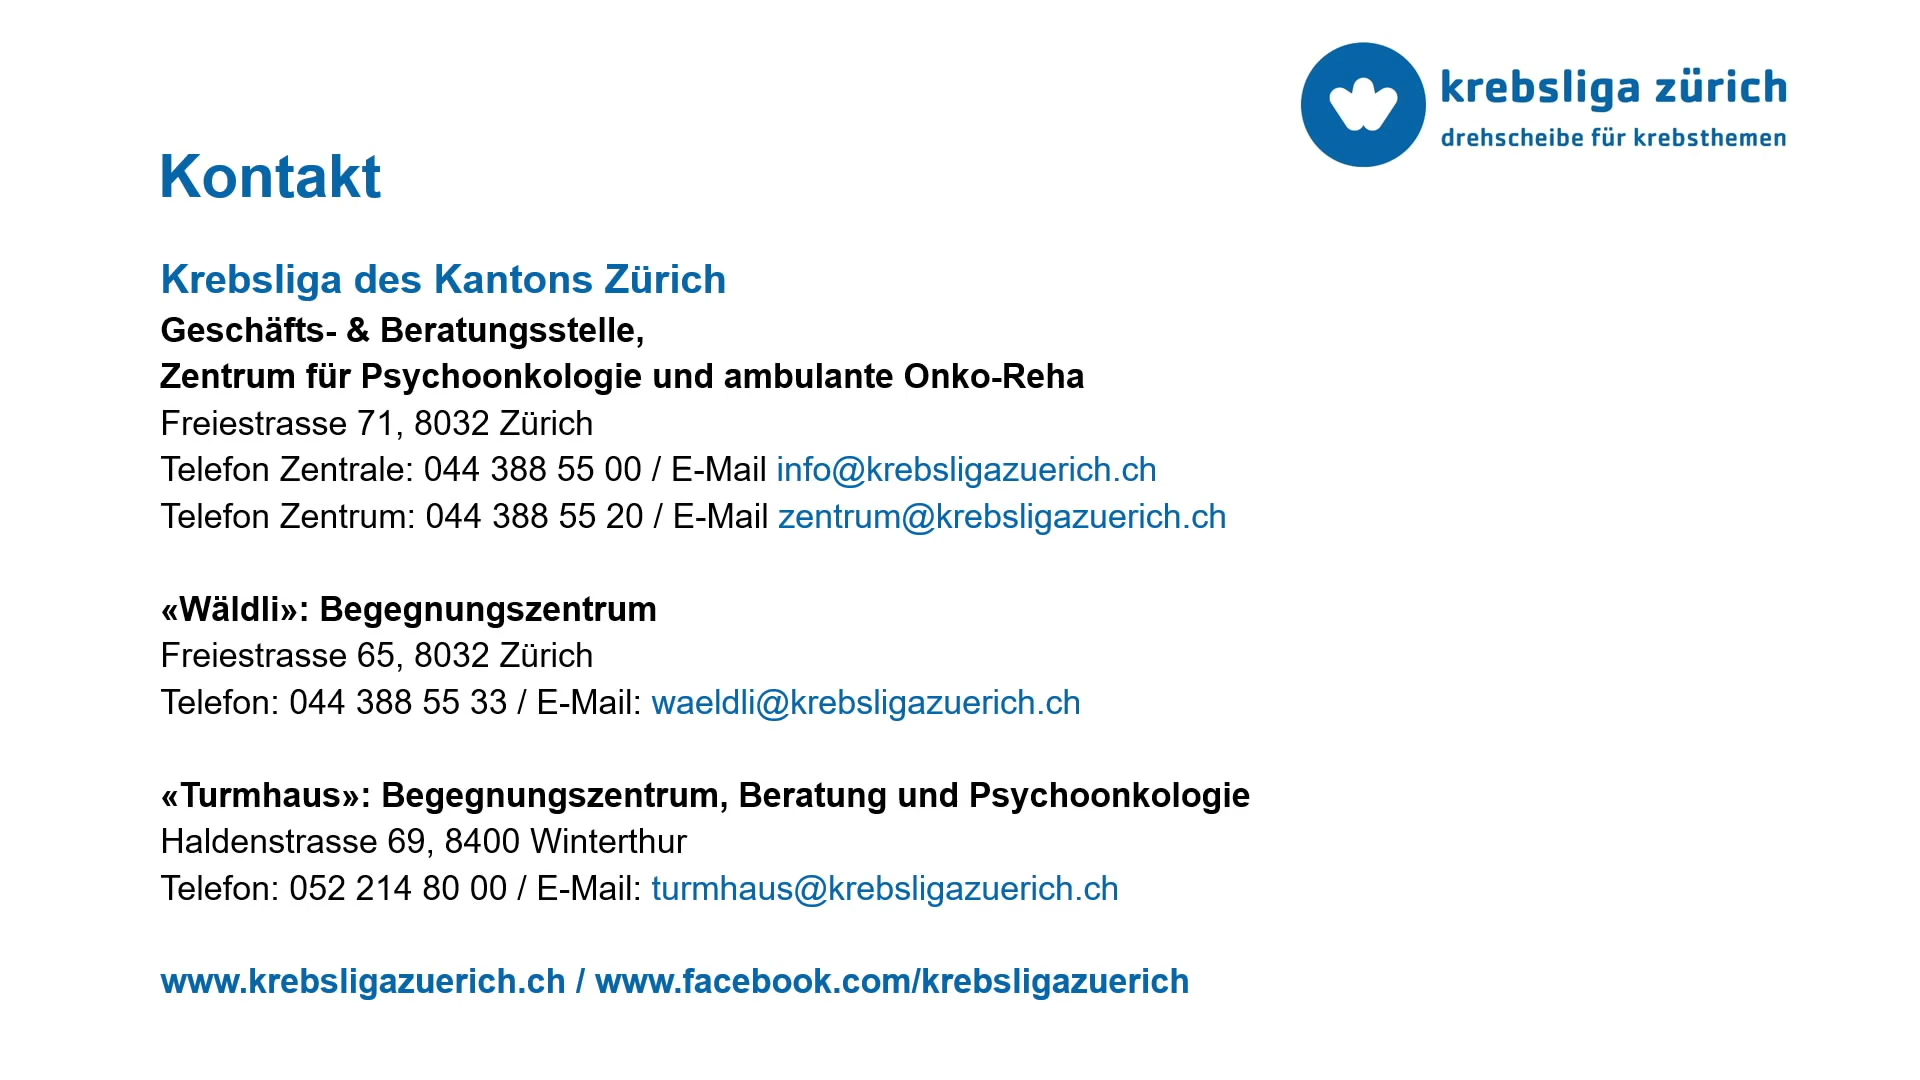 krebsliga zürich
drehscheibe für krebsthemen
Kontakt
Krebsliga des Kantons Zürich
Geschäfts- & Beratungsstelle,
Zentrum für Psychoonkologie und ambulante Onko-Reha
Freiestrasse 71, 8032 Zürich
Telefon Zentrale: 044 388 55 00 / E-Mail info@krebsligazuerich.ch
Telefon Zentrum: 044 388 55 20 / E-Mail zentrum@krebsligazuerich.ch
«Wäldli»: Begegnungszentrum
Freiestrasse 65, 8032 Zürich
Telefon: 044 388 55 33 / E-Mail: waeldli@krebsligazuerich.ch
«Turmhaus»: Begegnungszentrum, Beratung und Psychoonkologie
Haldenstrasse 69, 8400 Winterthur
Telefon: 052 214 80 00 / E-Mail: turmhaus@krebsligazuerich.ch
www.krebsligazuerich.ch / www.facebook.com/krebsligazuerich